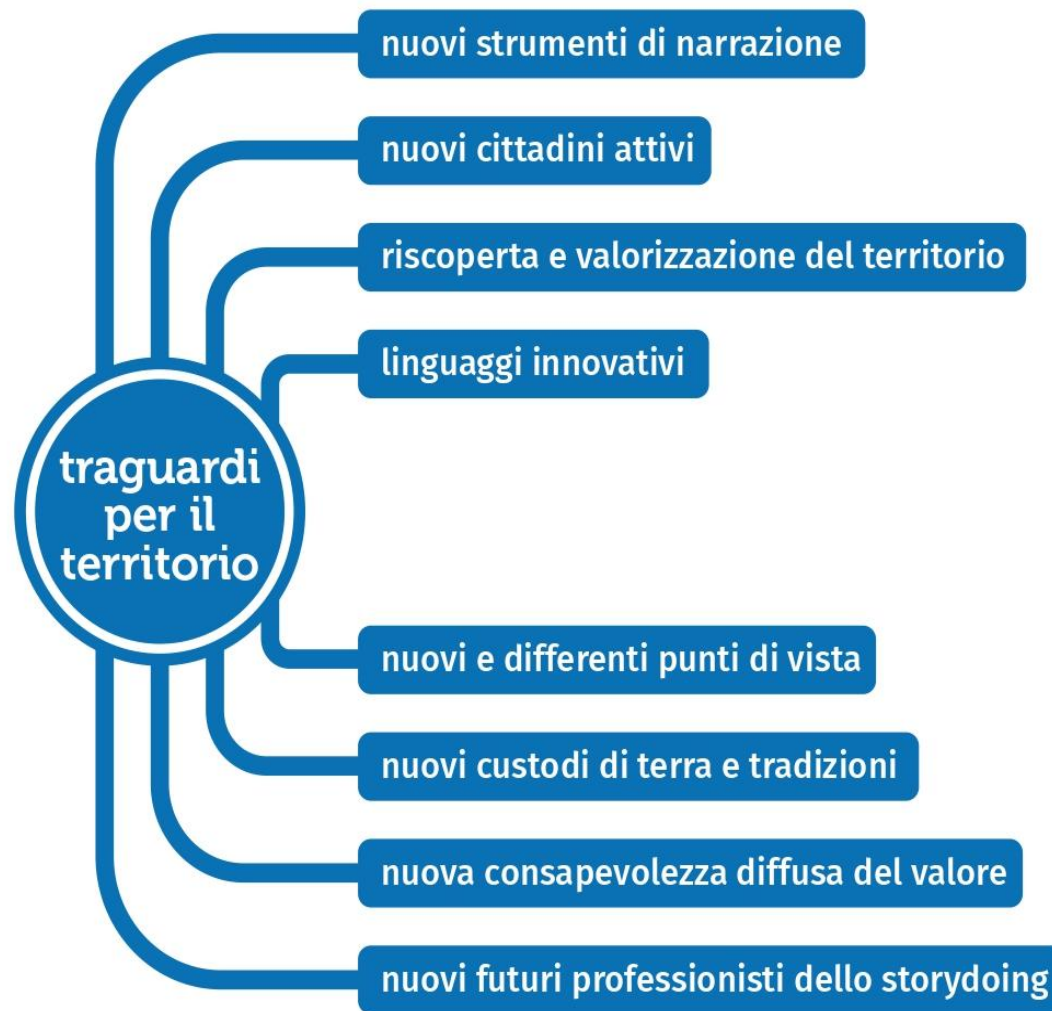 nuovi strumenti di narrazione
nuovi cittadini attivi
riscoperta e valorizzazione del territorio
linguaggi innovativi
traguardi
per il
territorio
nuovi e differenti punti di vista
nuovi custodi di terra e tradizioni
nuova consapevolezza diffusa del valore
nuovi futuri professionisti dello storydoing